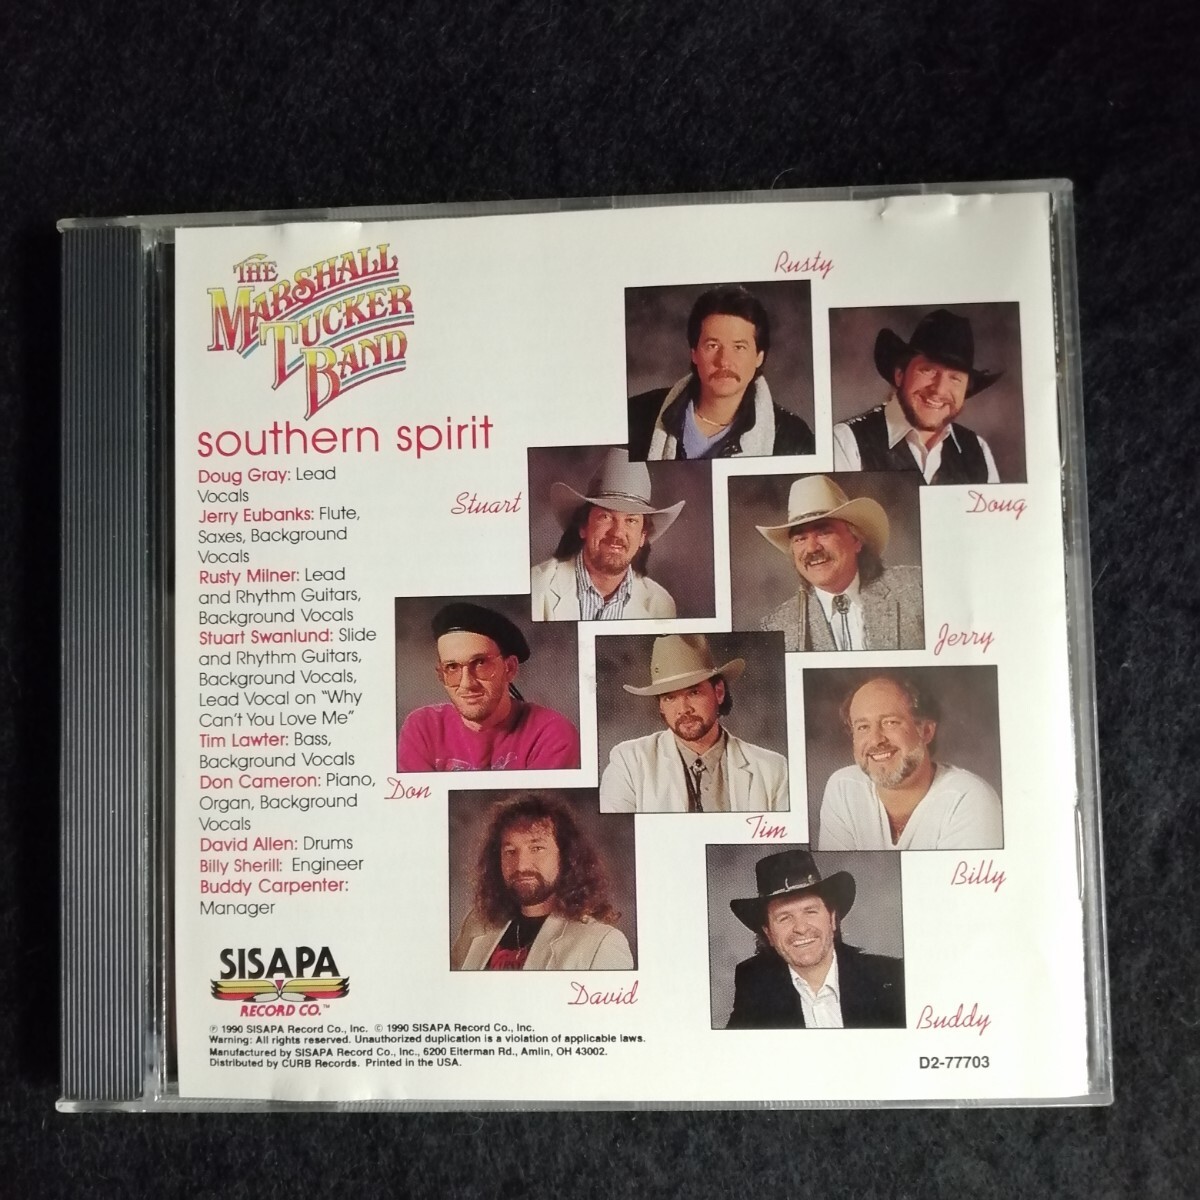 THE
MARSHALL
TUCKER
BAND
southern spirit
Doug Gray: Lead
Vocals
Jerry Eubanks: Flute,
Saxes, Background
Vocals
Rusty Milner: Lead
and Rhythm Guitars,
Background Vocals
Stuart Swanlund: Slide
and Rhythm Guitars,
Background Vocals,
Lead Vocal on "Why
Can't You Love Me"
Tim Lawter: Bass,
Background Vocals
Don Cameron: Piano,
Organ, Background
Vocals
David Allen: Drums
Billy Sherill: Engineer
Buddy Carpenter:
Manager
SISAPA
RECORD CO.™
℗ 1990 SISAPA Record Co., Inc. © 1990 SISAPA Record Co., Inc.
Warning: All rights reserved. Unauthorized duplication is a violation of applicable laws.
Manufactured by SISAPA Record Co., Inc., 6200 Eiterman Rd., Amlin, OH 43002.
Distributed by CURB Records. Printed in the USA.
Rusty
Doug
Stuart
Jerry
Don
Tim
Billy
David
Buddy
D2-77703